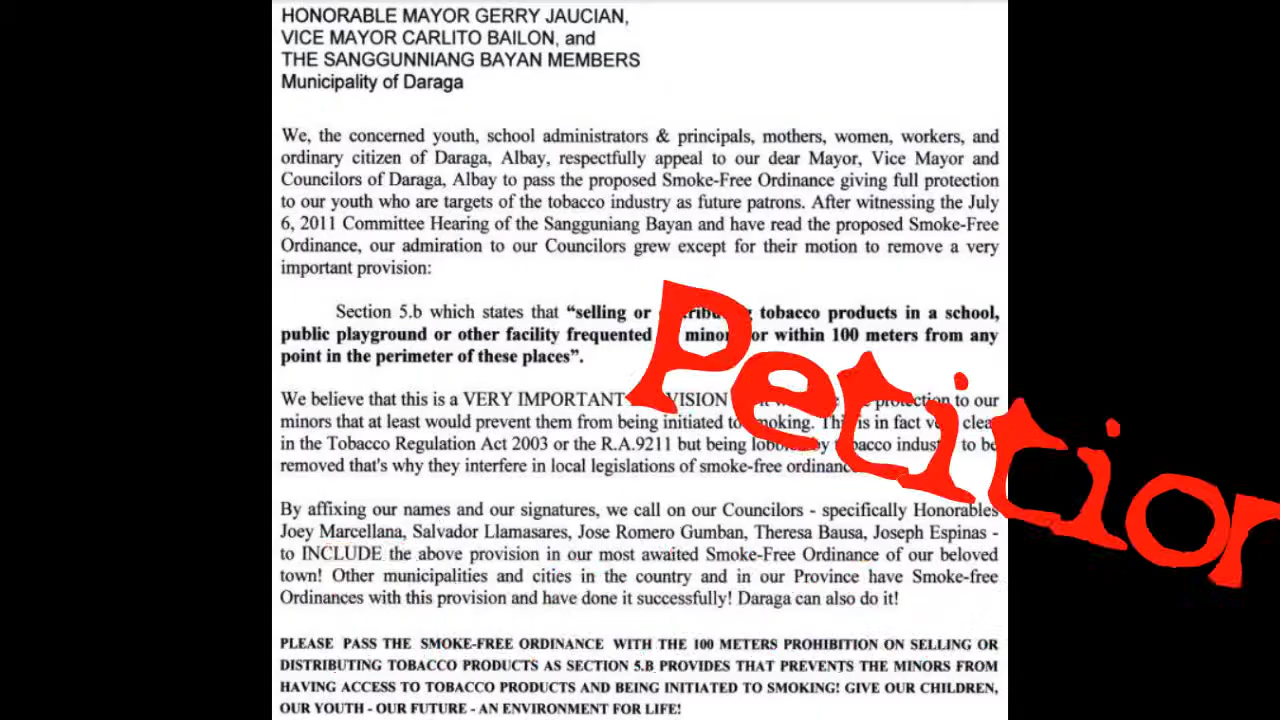 HONORABLE MAYOR GERRY JAUCIAN,
VICE MAYOR CARLITO BAILON, and
THE SANGGUNNIANG BAYAN MEMBERS
Municipality of Daraga
We, the concerned youth, school administrators & principals, mothers, women, workers, and
ordinary citizen of Daraga, Albay, respectfully appeal to our dear Mayor, Vice Mayor and
Councilors of Daraga, Albay to pass the proposed Smoke-Free Ordinance giving full protection
to our youth who are targets of the tobacco industry as future patrons. After witnessing the July
6, 2011 Committee Hearing of the Sangguniang Bayan and have read the proposed Smoke-Free
Ordinance, our admiration to our Councilors grew except for their motion to remove a very
important provision:
Section 5.b which states that “selling or tobacco products in a school,
public playground or other facility frequented or within 100 meters from any
point in the perimeter of these places”.
We believe that this is a VERY IMPORTANT protection to our
minors that at least would prevent them from being initiated to smoking. This is in fact
in the Tobacco Regulation Act 2003 or the R.A.9211 but being to be
removed that's why they interfere in local legislations of smoke-free
By affixing our names and our signatures, we call on our Councilors - specifically Honorables
Joey Marcellana, Salvador Llamasares, Jose Romero Gumban, Theresa Bausa, Joseph Espinas -
to INCLUDE the above provision in our most awaited Smoke-Free Ordinance of our beloved
town! Other municipalities and cities in the country and in our Province have Smoke-free
Ordinances with this provision and have done it successfully! Daraga can also do it!
PLEASE PASS THE SMOKE-FREE ORDINANCE WITH THE 100 METERS PROHIBITION ON SELLING OR
DISTRIBUTING TOBACCO PRODUCTS AS SECTION 5.B PROVIDES THAT PREVENTS THE MINORS FROM
HAVING ACCESS TO TOBACCO PRODUCTS AND BEING INITIATED TO SMOKING! GIVE OUR CHILDREN,
OUR YOUTH - OUR FUTURE - AN ENVIRONMENT FOR LIFE!
Petition